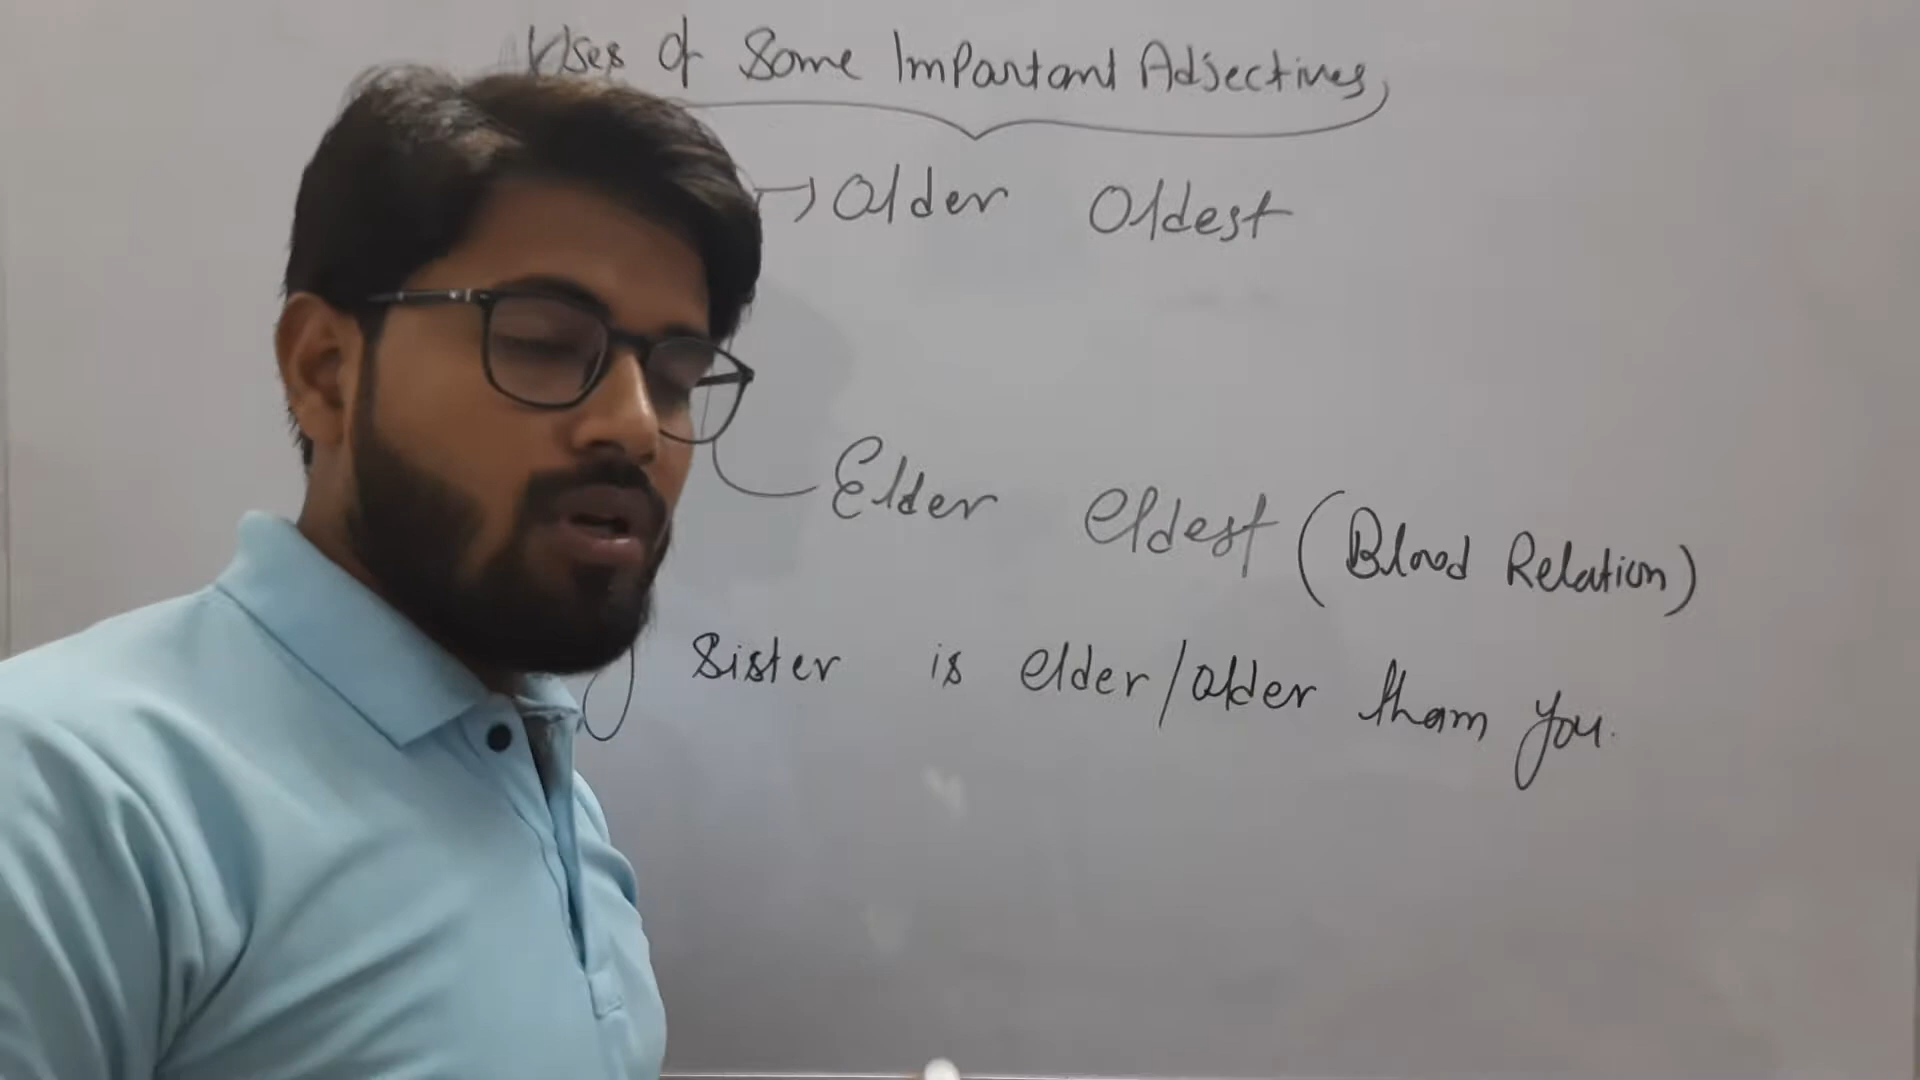 Uses of Some Important Adjectives
→ Older Oldest
Elder eldest (Blood Relation)
Sister is elder/older than you.